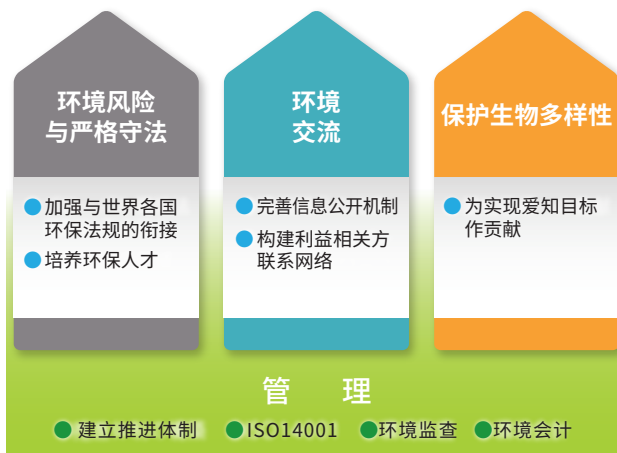 环境风险
与严格守法
●加强与世界各国
环保法规的衔接
●培养环保人才
环境
交流
●完善信息公开机制
●构建利益相关方
联系网络
保护生物多样性
●为实现爱知目标
作贡献
管 理
●建立推进体制 ●ISO14001 ●环境监查 ●环境会计